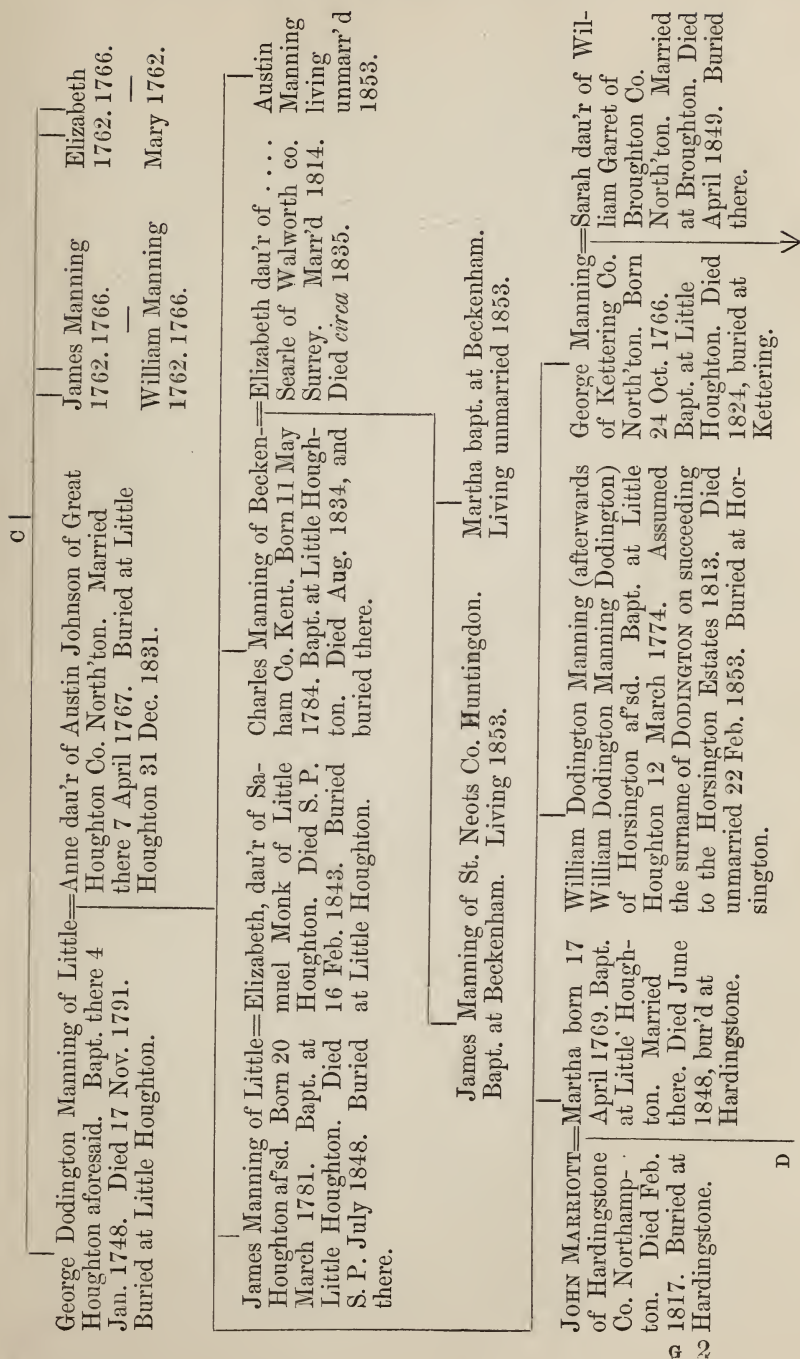 C
George Dodington Manning of Little=Anne dau'r of Austin Johnson of Great
Houghton aforesaid. Bapt. there 4
Jan. 1748. Died 17 Nov. 1791.
Buried at Little Houghton.
Houghton Co. North'ton. Married
there 7 April 1767. Buried at Little
Houghton 31 Dec. 1831.
James Manning
1762. 1766.
—
William Manning
1762. 1766.
Elizabeth
1762. 1766.
—
Mary 1762.
James Manning of Little=Elizabeth, dau'r of Sa-
Houghton af'sd. Born 20
March 1781. Bapt. at
Little Houghton. Died
S. P. July 1848. Buried
there.
muel Monk of Little
Houghton. Died S. P.
16 Feb. 1843. Buried
at Little Houghton.
Charles Manning of Becken-=Elizabeth dau'r of ....
ham Co. Kent. Born 11 May
1784. Bapt. at Little Hough-
ton. Died Aug. 1834, and
buried there.
Searle of Walworth co.
Surrey. Marr'd 1814.
Died circa 1835.
Austin
Manning
living
unmarr'd
1853.
James Manning of St. Neots Co. Huntingdon.
Bapt. at Beckenham. Living 1853.
Martha bapt. at Beckenham.
Living unmarried 1853.
JOHN MARRIOTT=Martha born 17
of Hardingstone
Co. Northamp-
ton. Died Feb.
1817. Buried at
Hardingstone.
April 1769. Bapt.
at Little Hough-
ton. Married
there. Died June
1848, bur'd at
Hardingstone.
William Dodington Manning (afterwards
William Dodington Manning Dodington)
of Horsington af'sd. Bapt. at Little
Houghton 12 March 1774. Assumed
the surname of DODINGTON on succeeding
to the Horsington Estates 1813. Died
unmarried 22 Feb. 1853. Buried at Hor-
sington.
George Manning=Sarah dau'r of Wil-
of Kettering Co.
North'ton. Born
24 Oct. 1766.
Bapt. at Little
Houghton. Died
1824, buried at
Kettering.
liam Garret of
Broughton Co.
North'ton. Married
at Broughton. Died
April 1849. Buried
there.
D
G 2